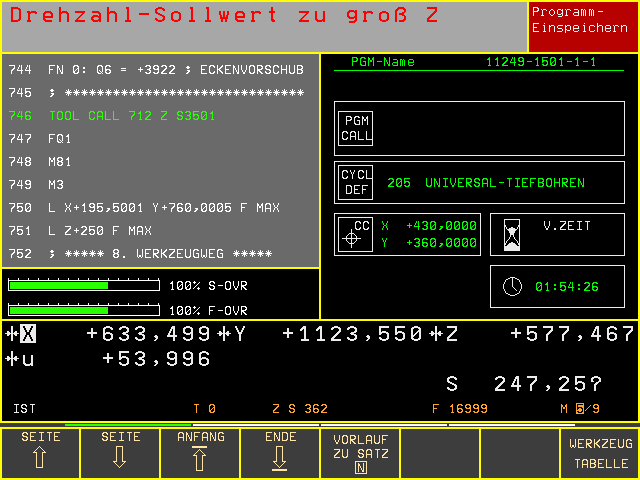 Drehzahl-Sollwert zu groß Z
Programm-
Einspeichern
744 FN 0: Q6 = +3922 ; ECKENVORSCHUB
745 ; ******************************
746 TOOL CALL 712 Z S3501
747 FQ1
748 M81
749 M3
750 L X+195,5001 Y+760,0005 F MAX
751 L Z+250 F MAX
752 ; ***** 8. WERKZEUGWEG *****
100% S-OVR
100% F-OVR
PGM-Name 11249-1501-1-1
PGM
CALL
CYCL
DEF
205 UNIVERSAL-TIEFBOHREN
CC
X +430,0000
Y +360,0000
V.ZEIT
01:54:26
X +633,499 Y +1123,550 Z +577,467
u +53,996
S 247,25?
IST T 0 Z S 362 F 16999 M 5/9
SEITE
SEITE
ANFANG
ENDE
VORLAUF
ZU SATZ
N
WERKZEUG
TABELLE